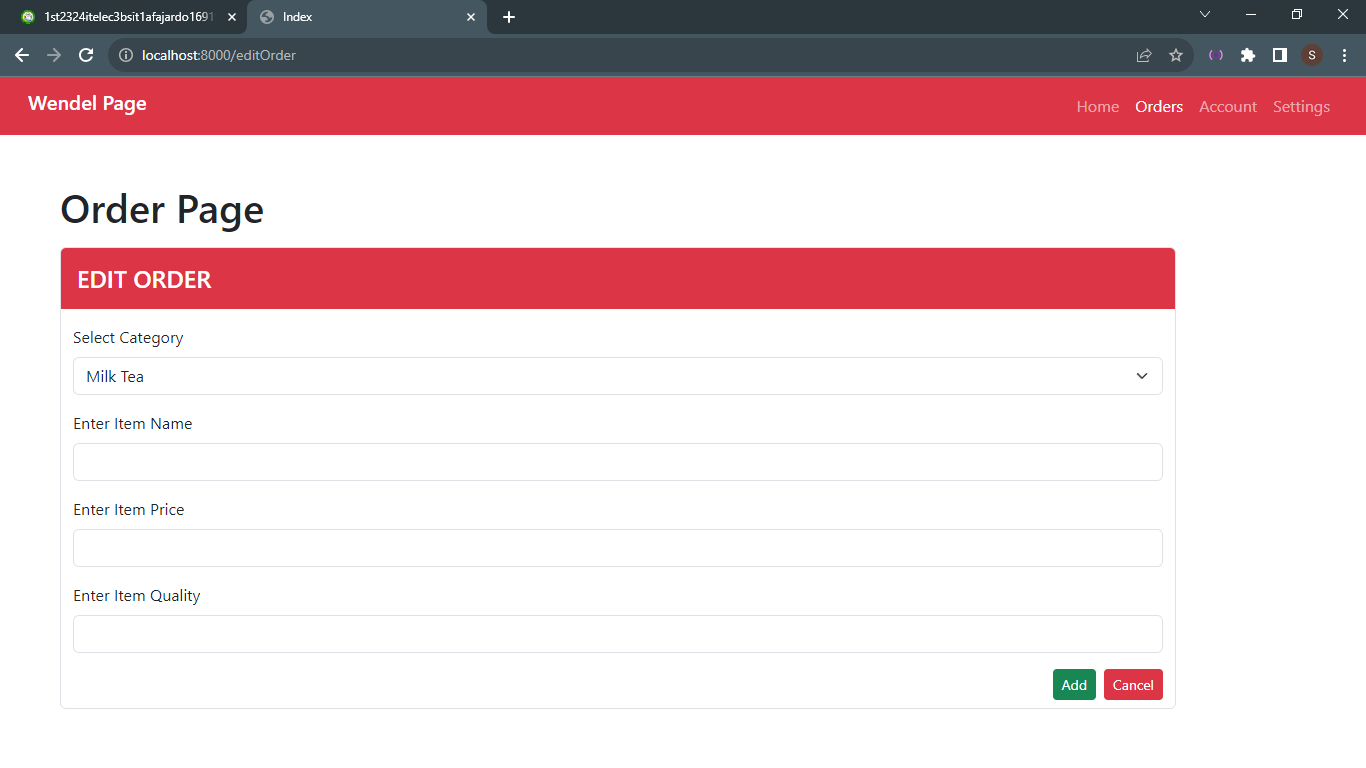 1st2324itelec3bsit1afajardo1691
Index
localhost:8000/editOrder
S
Wendel Page
Home Orders Account Settings
Order Page
EDIT ORDER
Select Category
Milk Tea
Enter Item Name
Enter Item Price
Enter Item Quality
Add Cancel